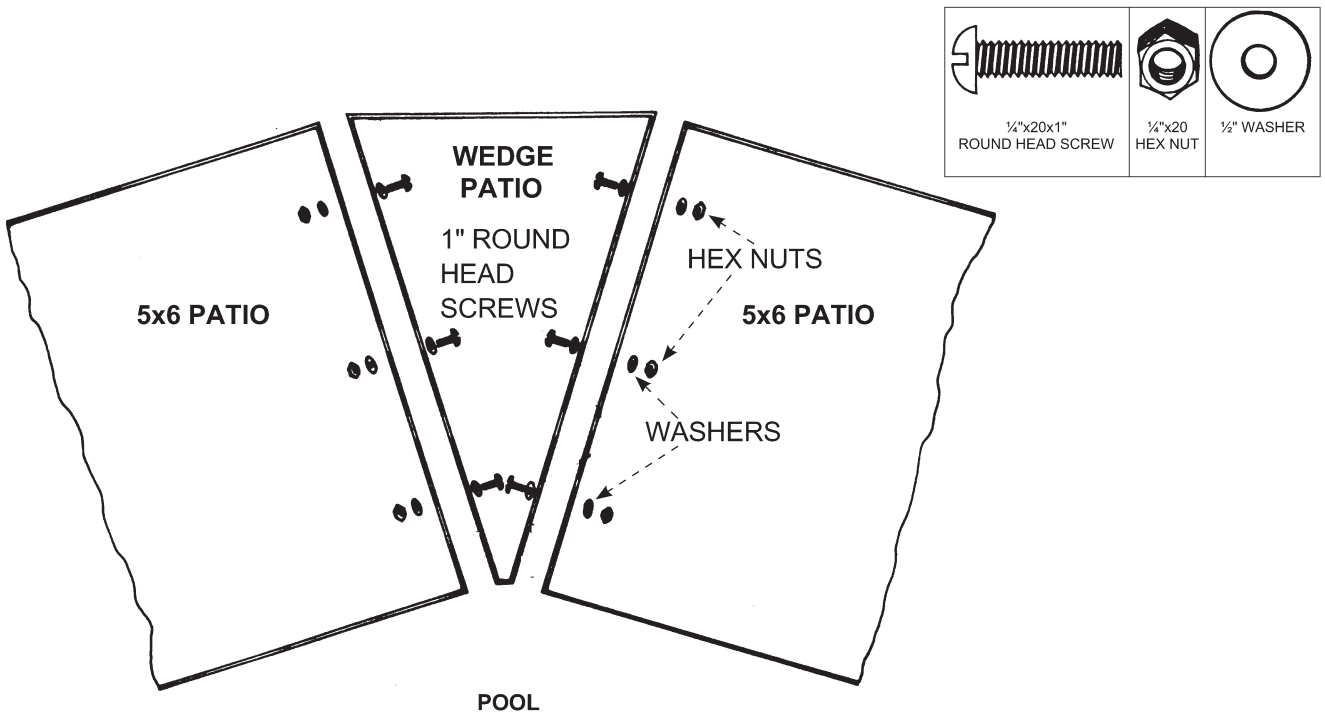 ¼"x20x1"
ROUND HEAD SCREW
¼"x20
HEX NUT
½" WASHER
WEDGE
PATIO
1" ROUND
HEAD
SCREWS
HEX NUTS
5x6 PATIO
5x6 PATIO
WASHERS
POOL